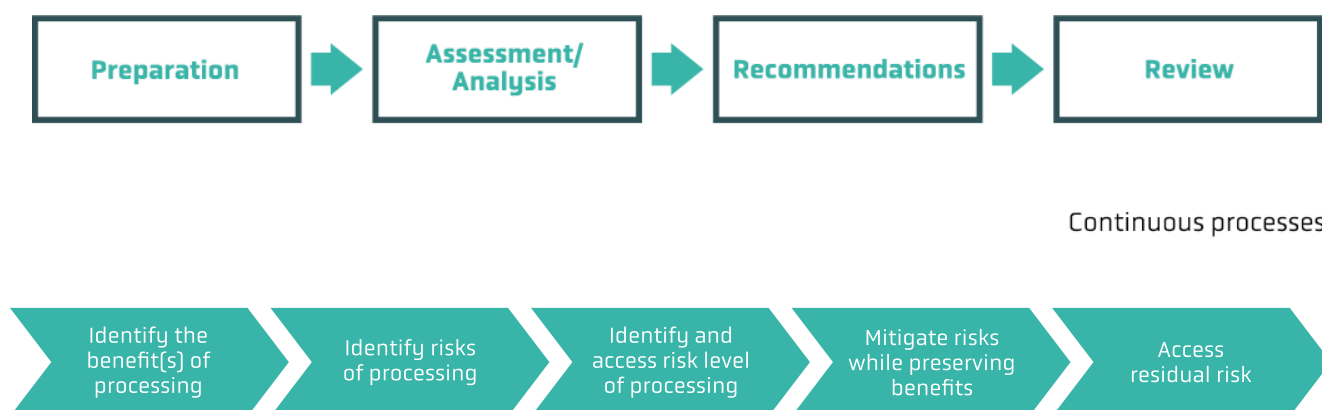 Preparation
Assessment/
Analysis
Recommendations
Review
Continuous processes
Identify the
benefit(s) of
processing
Identify risks
of processing
Identify and
access risk level
of processing
Mitigate risks
while preserving
benefits
Access
residual risk